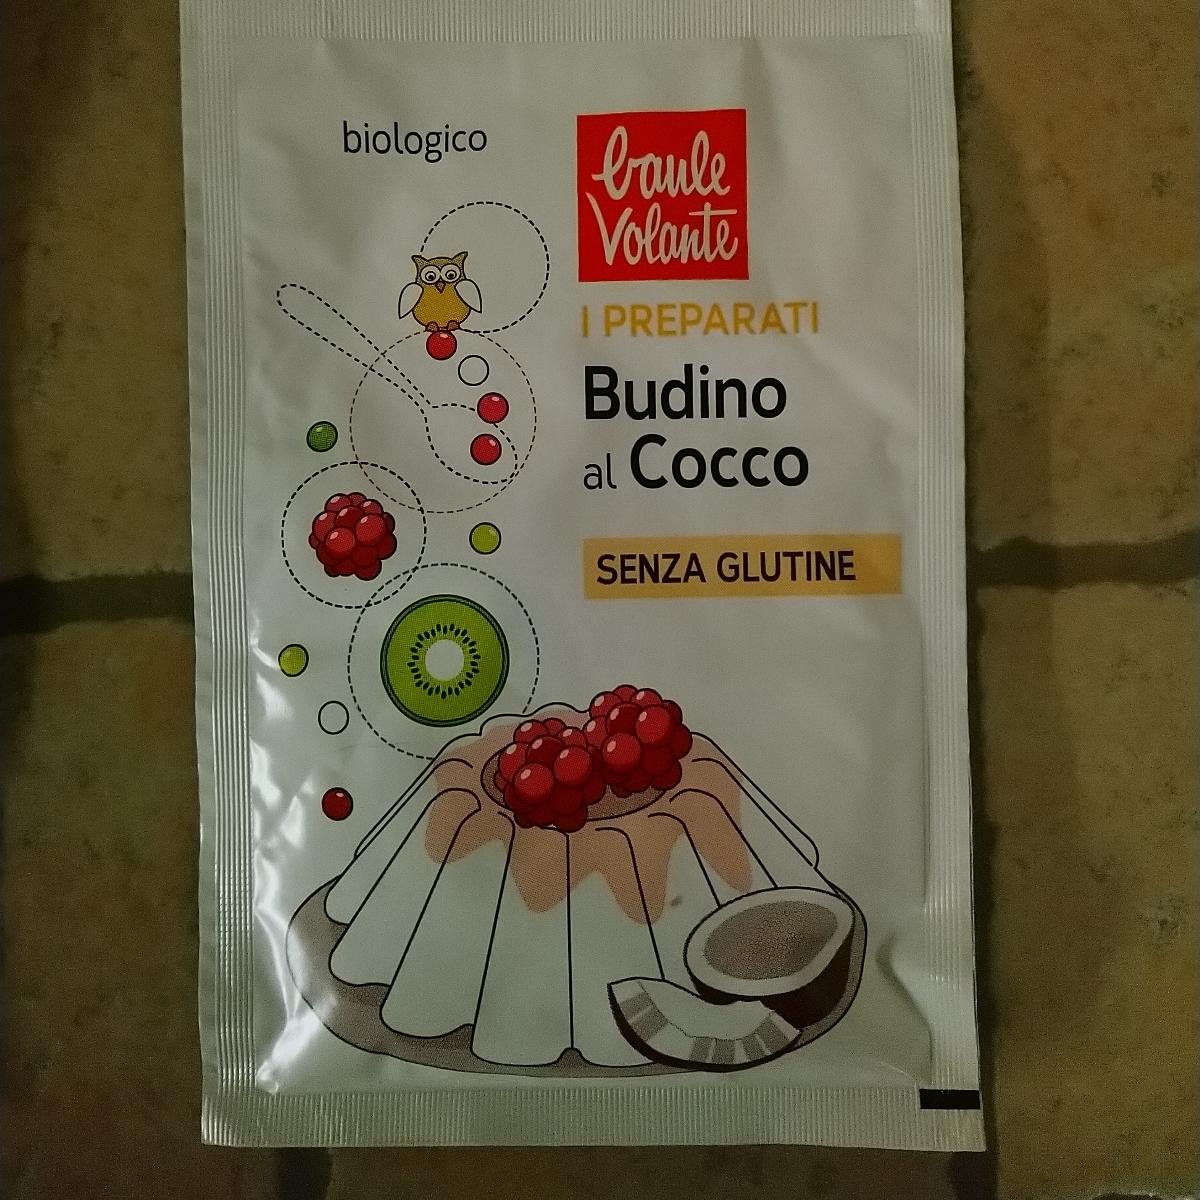 biologico
baule
Volante
I PREPARATI
Budino
al Cocco
SENZA GLUTINE